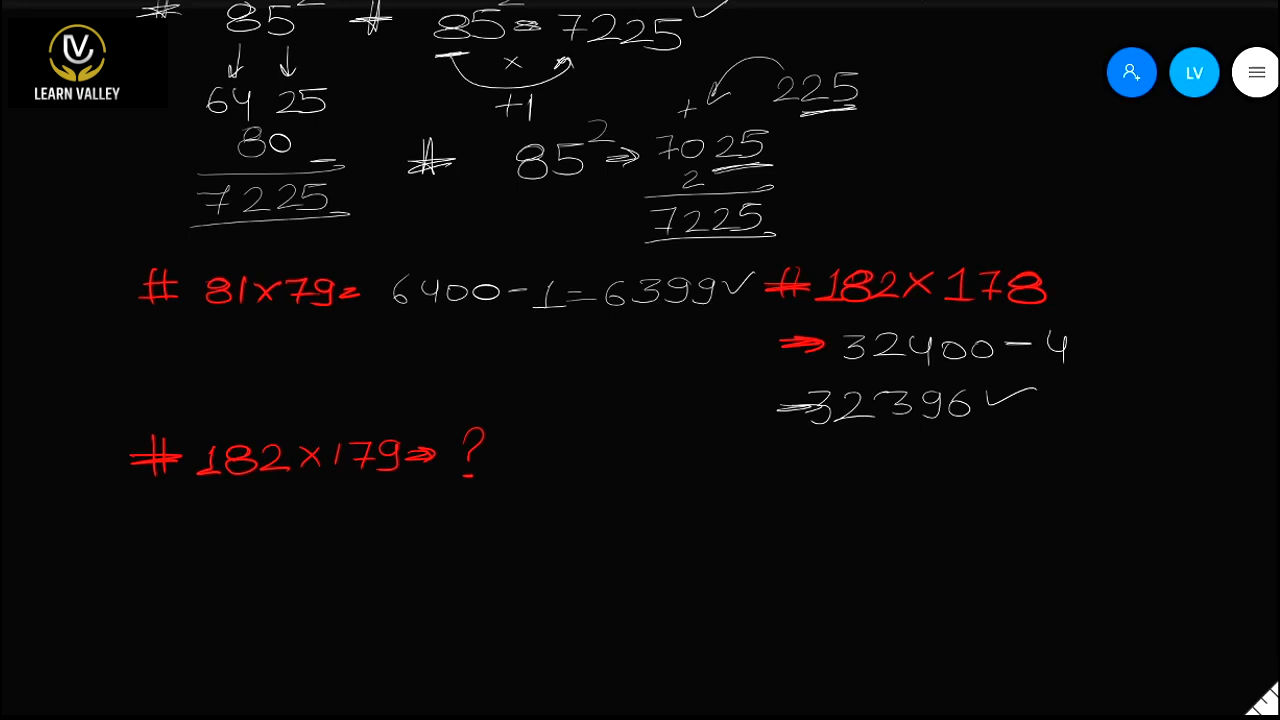 # 85² # 85² = 7225 ✓
LV
LEARN VALLEY
LV
64 25
×
+1
+ 225
80
# 85² ⇒ 7025
2
7225
7225
# 81×79= 6400-1=6399✓
# 182×178
⇒ 32400-4
⇒32396✓
# 182×179⇒ ?